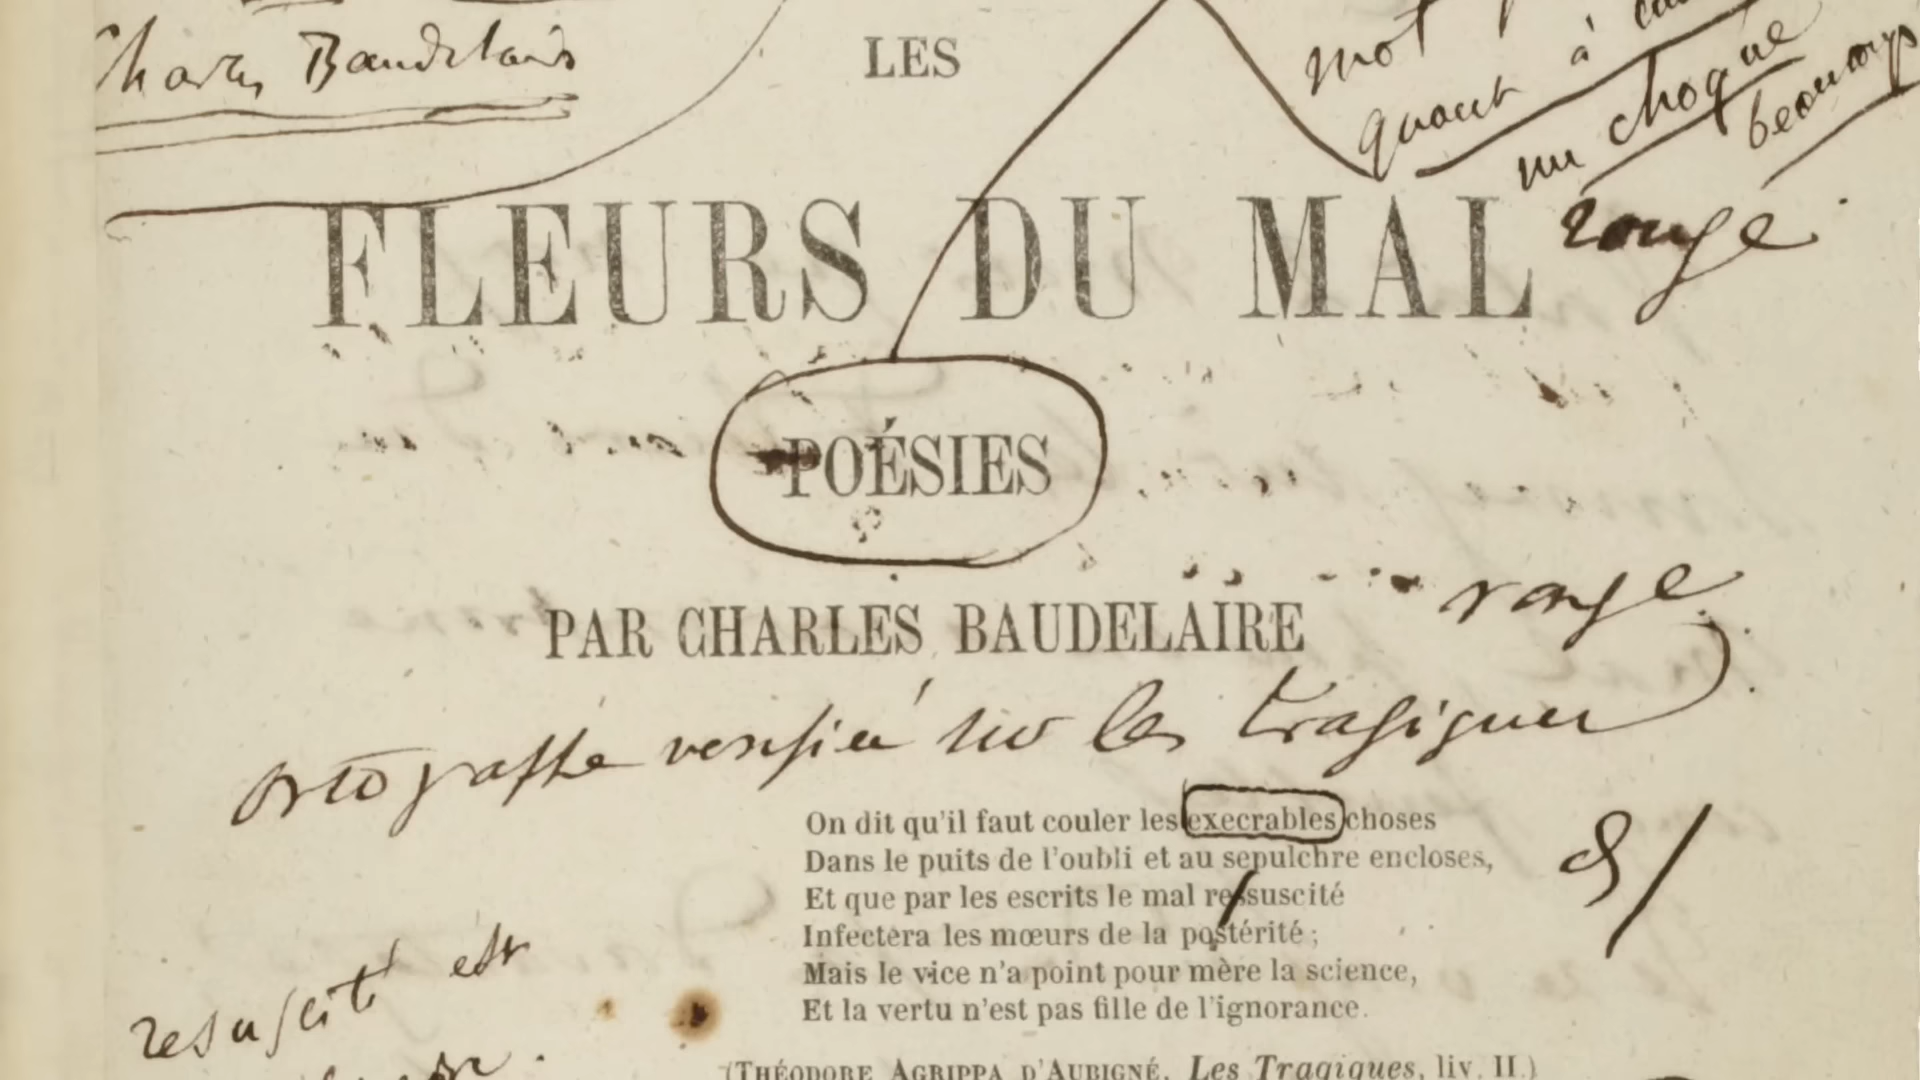 Charles Baudelaire
LES
mot
quant à
me choque
beaucoup
FLEURS DU MAL
rouge
POÉSIES
rouge
PAR CHARLES BAUDELAIRE
ortographe verifiée sur les Tragiques
On dit qu'il faut couler les execrables choses
Dans le puits de l'oubli et au sepulchre encloses,
Et que par les escrits le mal ressuscité
Infectera les mœurs de la postérité ;
Mais le vice n'a point pour mère la science,
Et la vertu n'est pas fille de l'ignorance.
resuscité est
(THÉODORE AGRIPPA D'AUBIGNÉ, Les Tragiques, liv. II.)